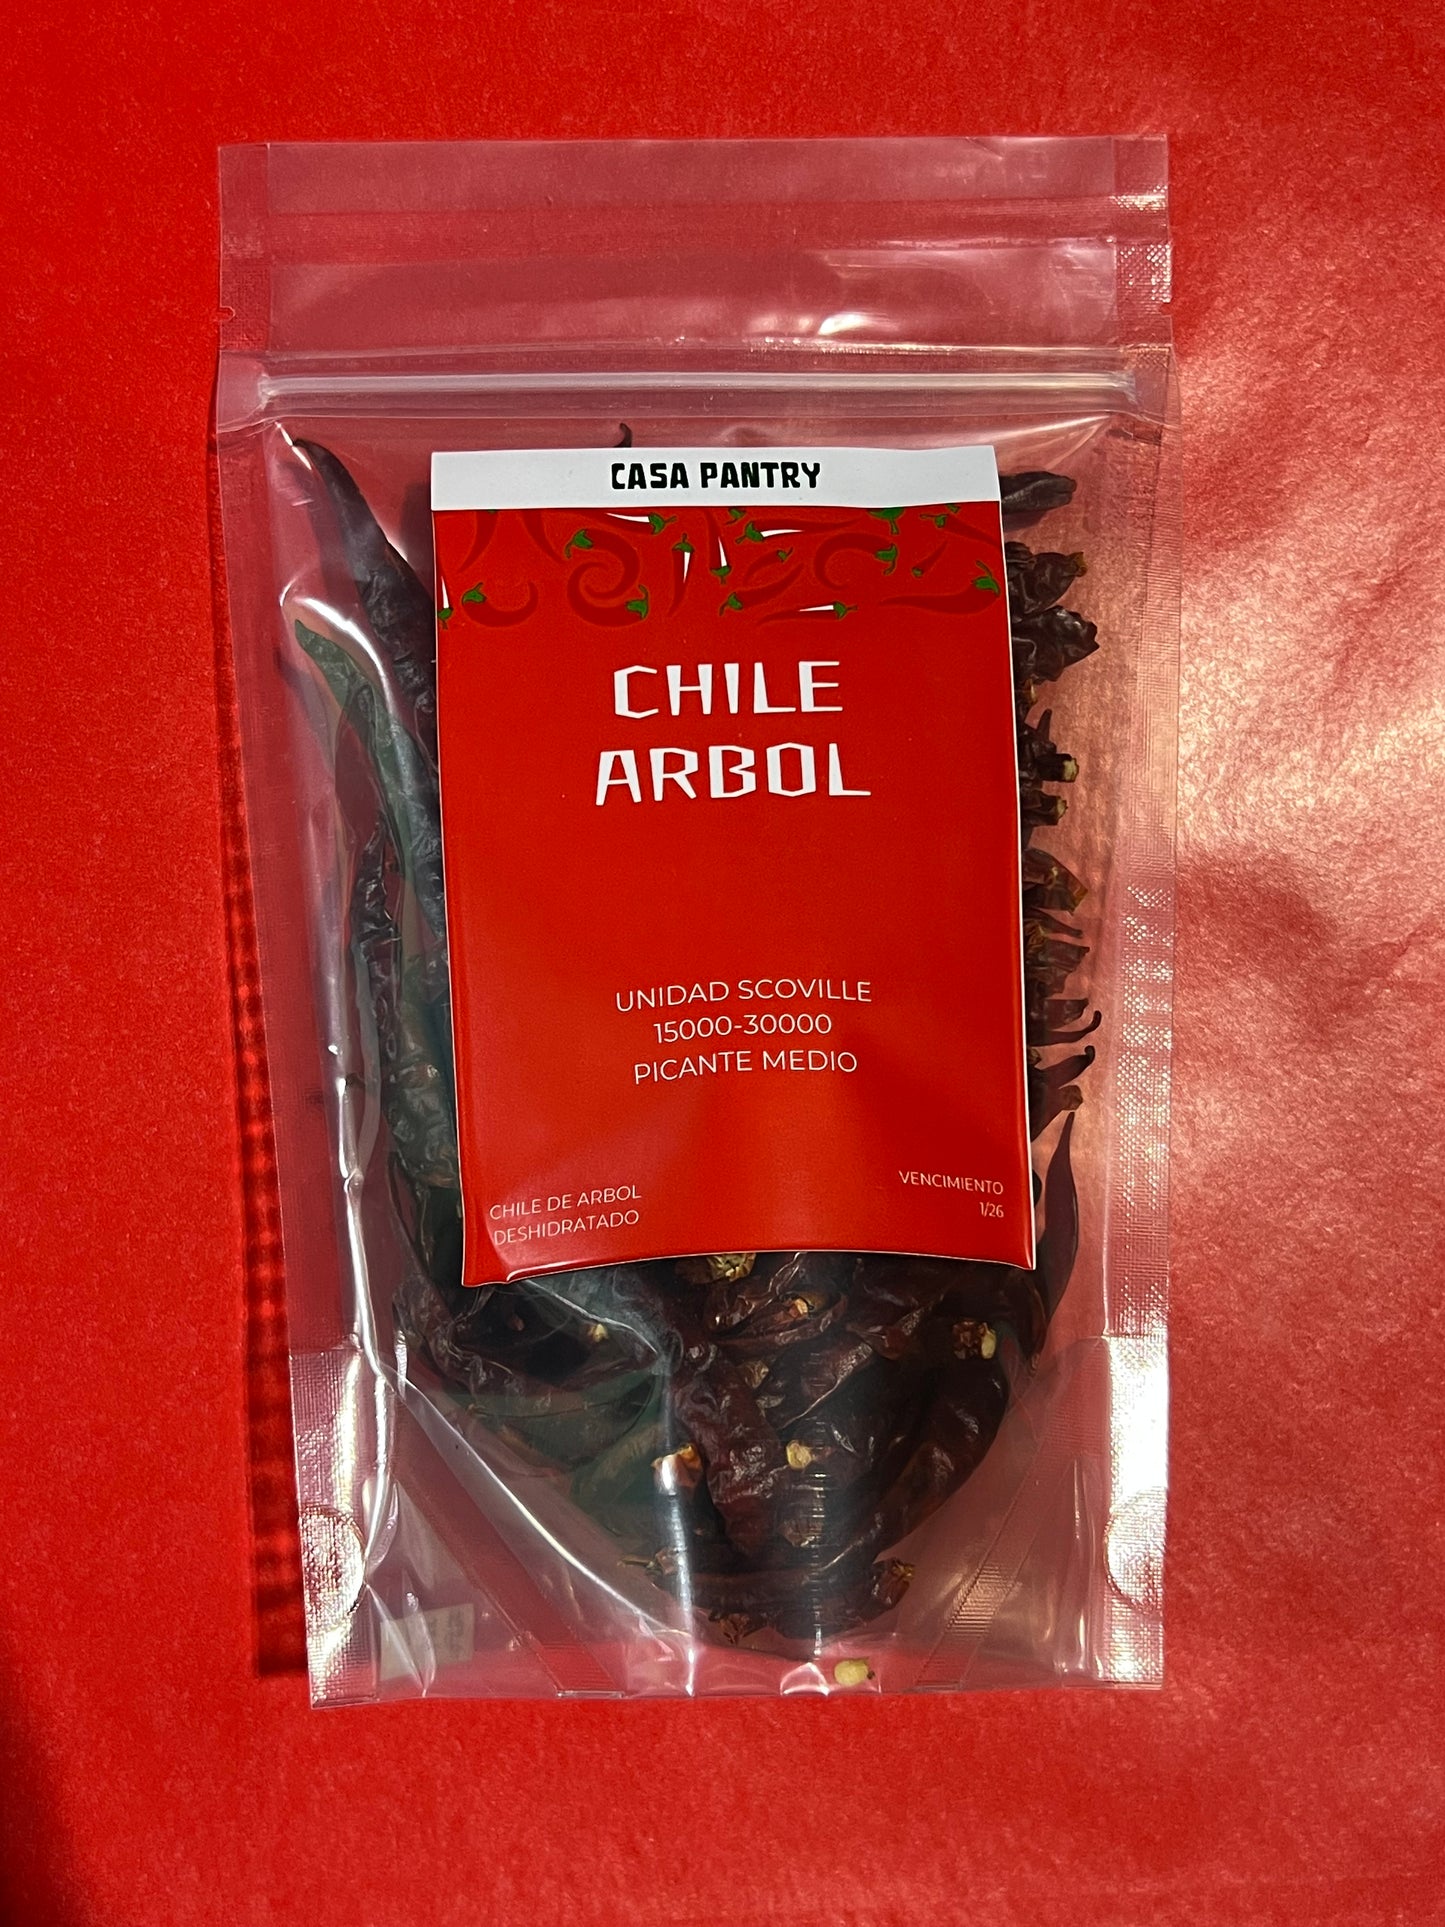 CASA PANTRY
CHILE
ARBOL
UNIDAD SCOVILLE
15000-30000
PICANTE MEDIO
CHILE DE ARBOL
DESHIDRATADO
VENCIMIENTO
1/26